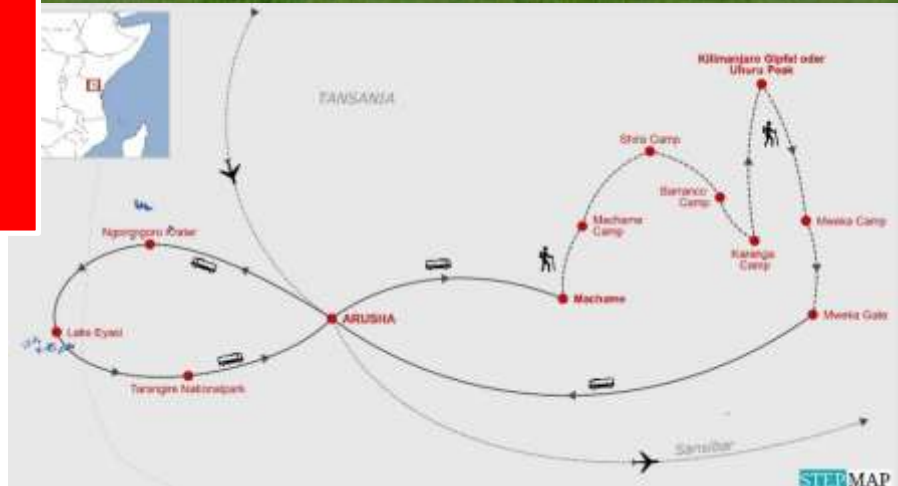 TANSANIA
Kilimanjaro Gipfel oder
Uhuru Peak
Shira Camp
Barranco
Camp
Machame
Camp
Mweka Camp
Karanga
Camp
Ngorongoro Krater
Machame
ARUSHA
Mweka Gate
Lake Eyasi
Tarangire Nationalpark
Sansibar
STEPMAP